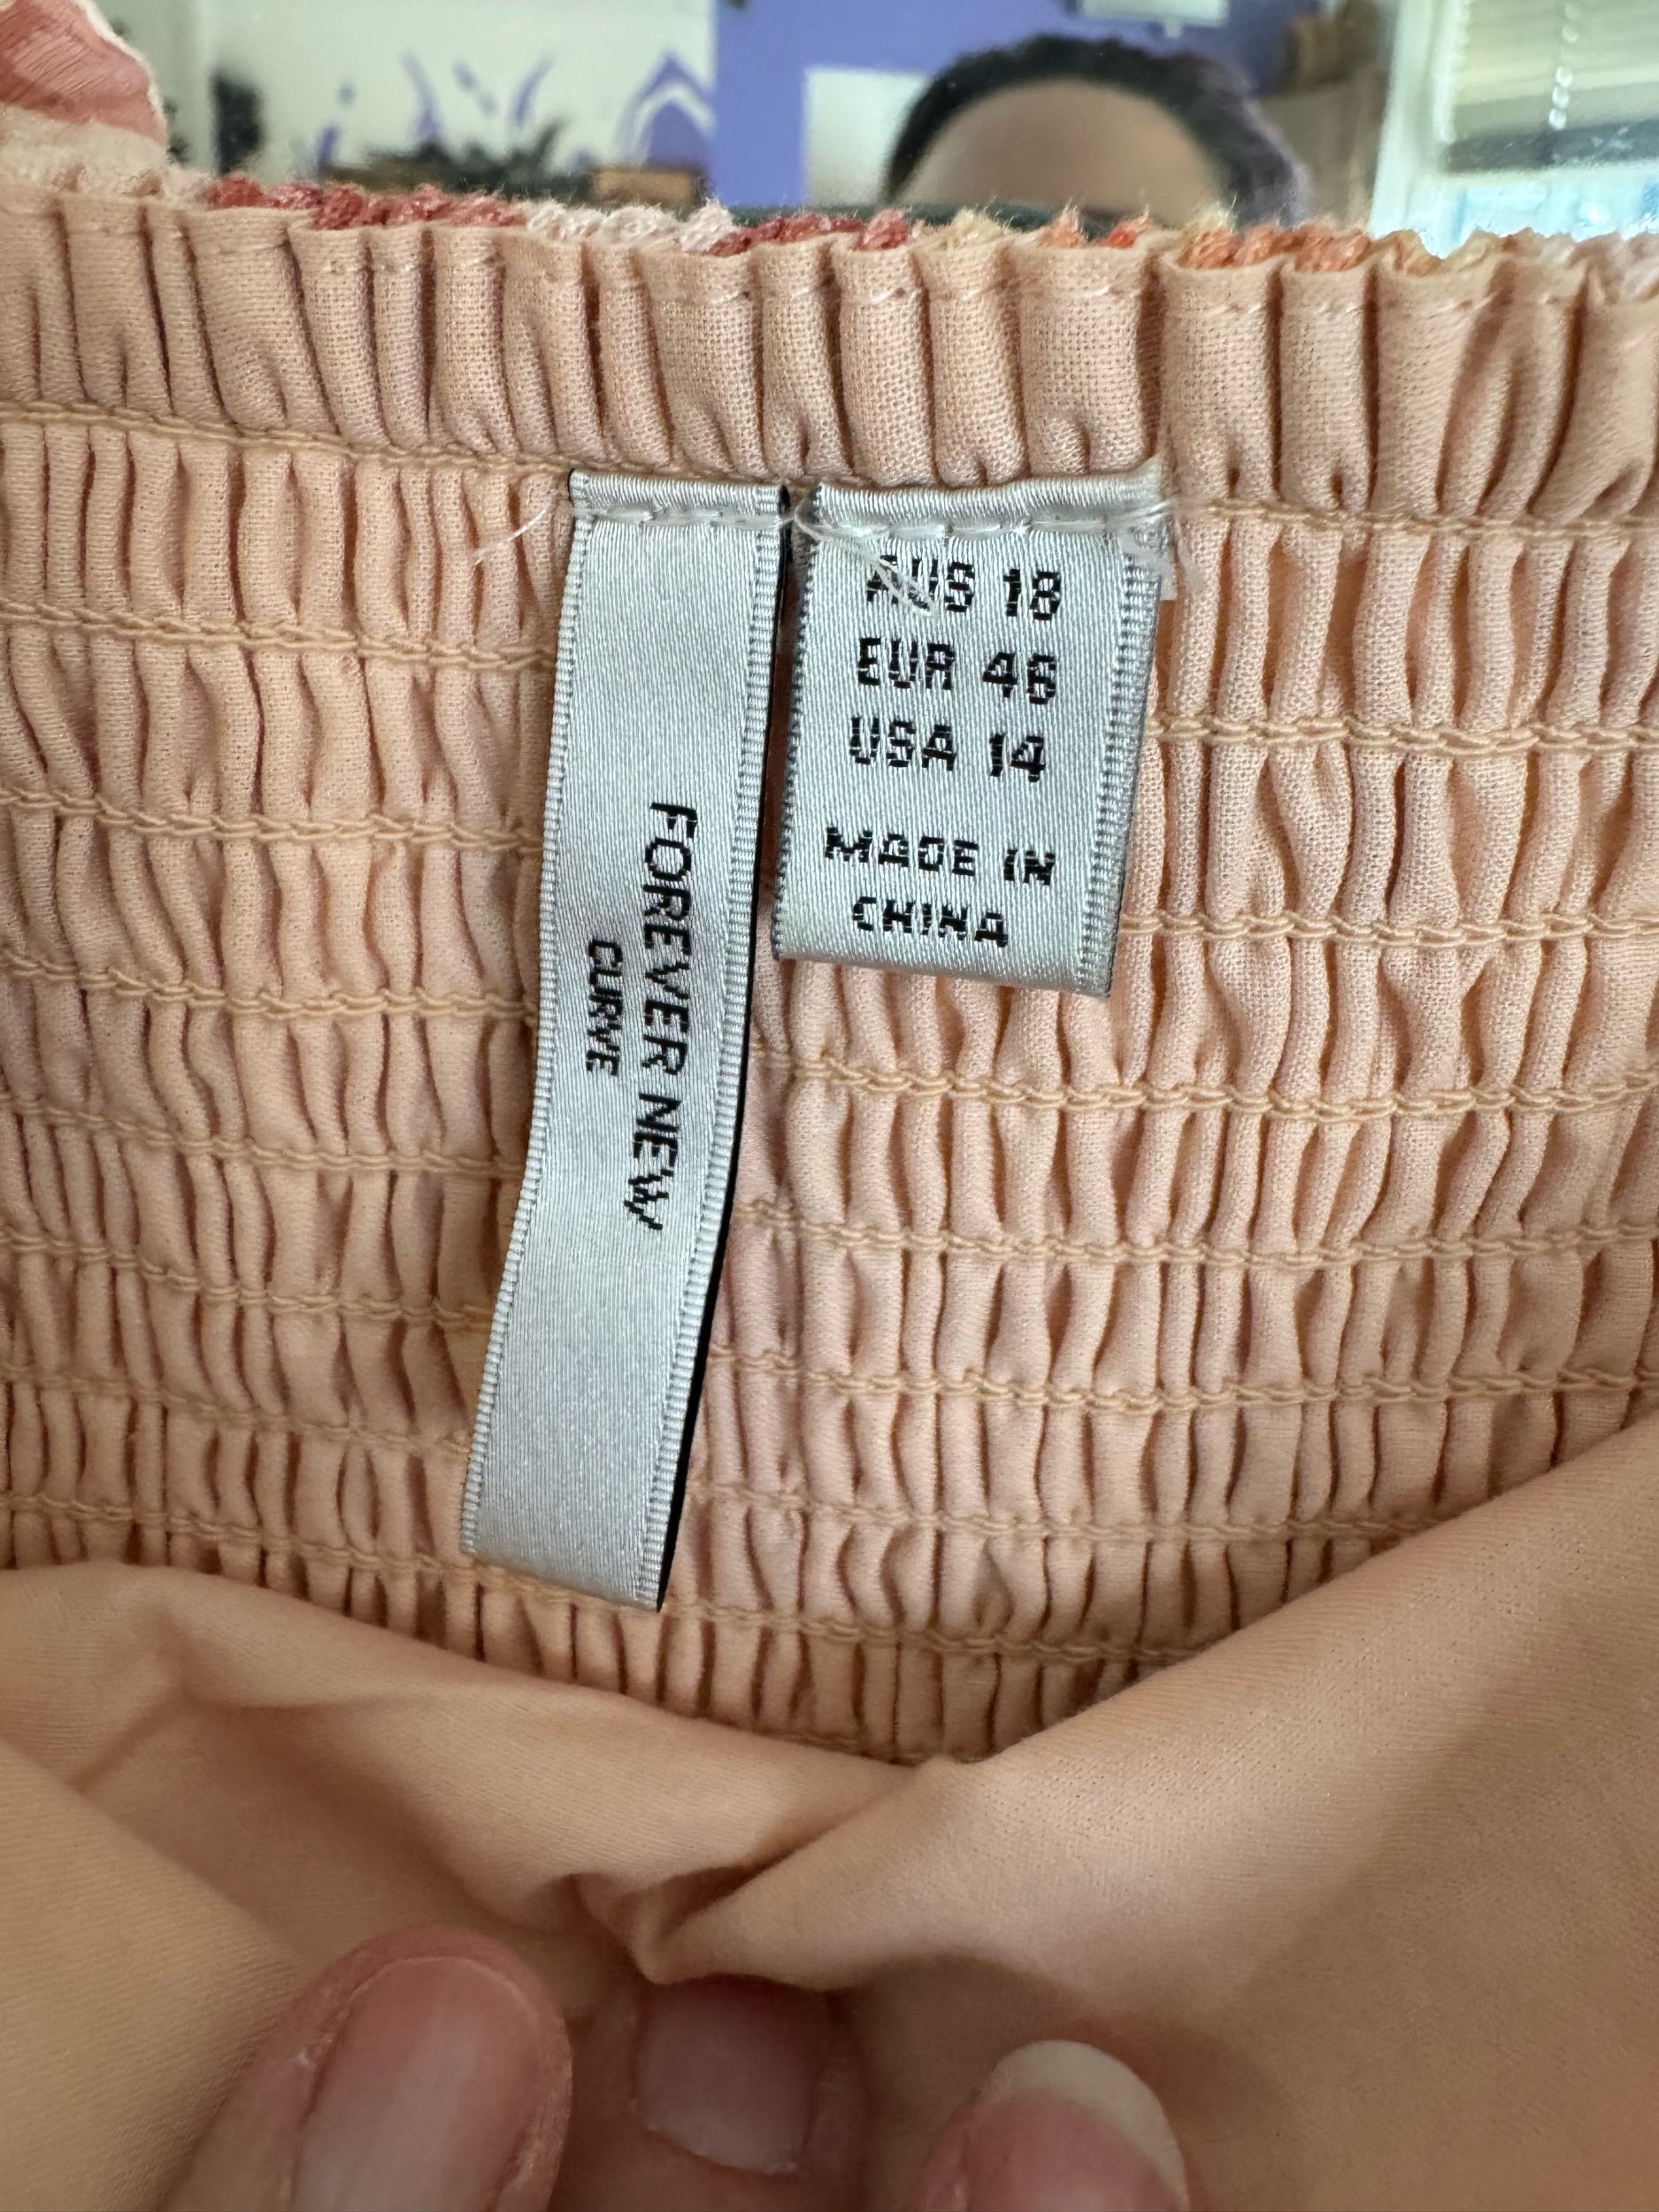 FOREVER NEW
CURVE
AUS 18
EUR 46
USA 14
MADE IN
CHINA